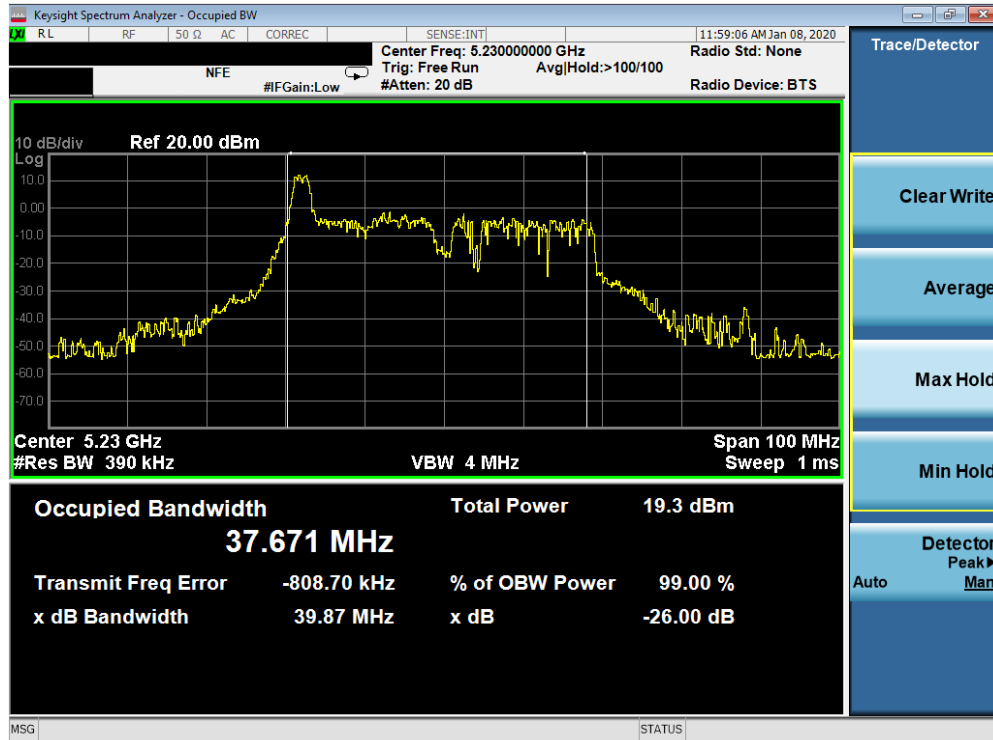 Keysight Spectrum Analyzer - Occupied BW
LXI RL RF 50 Ω AC CORREC SENSE:INT 11:59:06 AM Jan 08, 2020
Center Freq: 5.230000000 GHz Radio Std: None
NFE Trig: Free Run Avg|Hold:>100/100
#IFGain:Low #Atten: 20 dB Radio Device: BTS
10 dB/div Ref 20.00 dBm
Log
10.0
0.00
-10.0
-20.0
-30.0
-40.0
-50.0
-60.0
-70.0
Center 5.23 GHz Span 100 MHz
#Res BW 390 kHz VBW 4 MHz Sweep 1 ms
Occupied Bandwidth Total Power 19.3 dBm
37.671 MHz
Transmit Freq Error -808.70 kHz % of OBW Power 99.00 %
x dB Bandwidth 39.87 MHz x dB -26.00 dB
MSG STATUS
Trace/Detector
Clear Write
Average
Max Hold
Min Hold
Detector
Peak▶
Auto Man